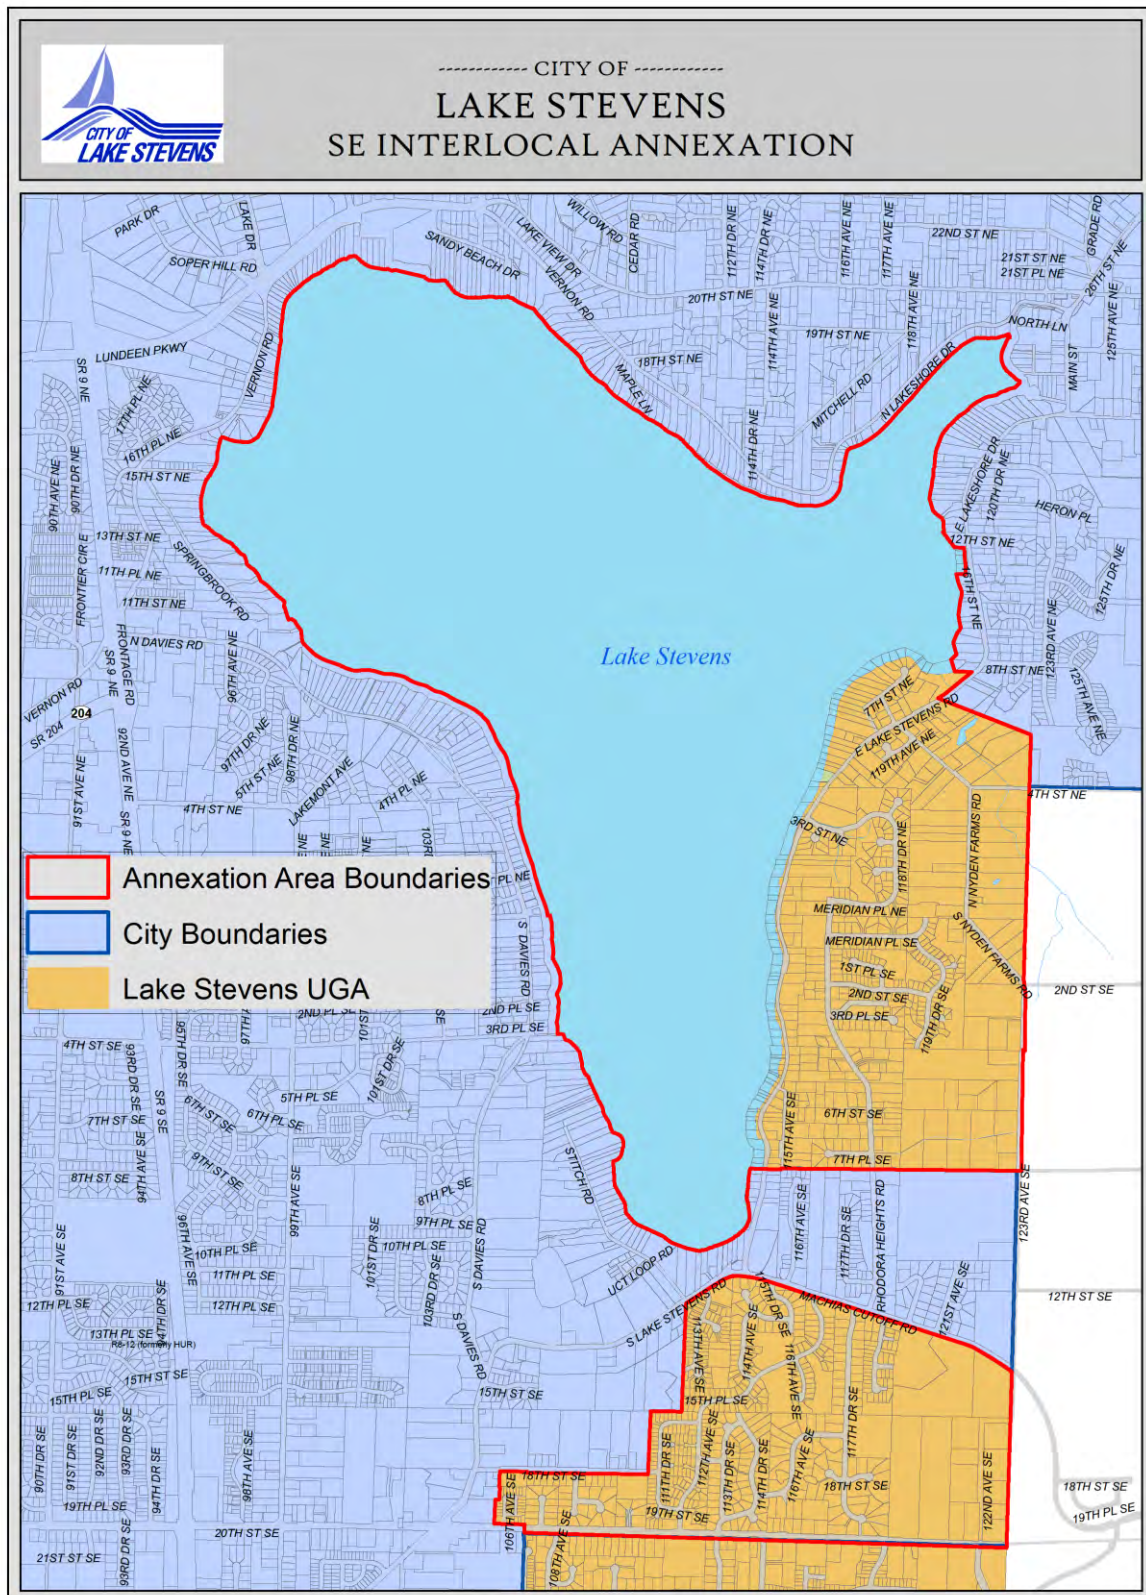 ------------ CITY OF ------------
LAKE STEVENS
SE INTERLOCAL ANNEXATION
CITY OF
LAKE STEVENS
PARK DR
LAKE DR
SOPER HILL RD
SANDY BEACH DR
LAKE VIEW DR
WILLOW RD
CEDAR RD
VERNON RD
112TH DR NE
114TH DR NE
116TH AVE NE
117TH AVE NE
22ND ST NE
GRADE RD
21ST ST NE
21ST PL NE
26TH ST NE
20TH ST NE
LUNDEEN PKWY
VERNON RD
SR 9 NE
19TH ST NE
118TH AVE NE
NORTH LN
125TH AVE NE
MAIN ST
18TH ST NE
MAPLE LN
114TH AVE NE
MITCHELL RD
N LAKESHORE DR
17TH PL NE
16TH PL NE
15TH ST NE
90TH AVE NE
90TH DR NE
114TH DR NE
E LAKESHORE DR
120TH DR NE
HERON PL
13TH ST NE
12TH ST NE
FRONTIER CIR E
SPRINGBROOK RD
11TH PL NE
11TH ST NE
16TH ST NE
125TH DR NE
N DAVIES RD
FRONTAGE RD
SR 9 NE
96TH AVE NE
123RD AVE NE
Lake Stevens
8TH ST NE
125TH AVE NE
VERNON RD
204
SR 204
7TH ST NE
E LAKE STEVENS RD
119TH AVE NE
92ND AVE NE
97TH DR NE
98TH DR NE
5TH ST NE
LAKEMONT AVE
4TH PL NE
4TH ST NE
4TH ST NE
91ST AVE NE
SR 9 NE
3RD ST NE
118TH DR NE
N NYDEN FARMS RD
Annexation Area Boundaries
PL NE
City Boundaries
Lake Stevens UGA
MERIDIAN PL NE
MERIDIAN PL SE
S NYDEN FARMS RD
S DAVIES RD
1ST PL SE
2ND ST SE
2ND ST SE
3RD PL SE
119TH DR SE
2ND PL SE
2ND PL SE
3RD PL SE
95TH DR SE
4TH ST SE
93RD DR SE
101ST DR SE
SR 9 SE
5TH PL SE
6TH ST SE
6TH PL SE
7TH ST SE
94TH AVE SE
6TH ST SE
115TH AVE SE
7TH PL SE
8TH ST SE
9TH ST SE
STITCH RD
8TH PL SE
9TH PL SE
99TH AVE SE
96TH AVE SE
10TH PL SE
10TH PL SE
101ST DR SE
103RD DR SE
S DAVIES RD
116TH AVE SE
117TH DR SE
RHODORA HEIGHTS RD
123RD AVE SE
91ST AVE SE
11TH PL SE
UCT LOOP RD
12TH PL SE
12TH PL SE
12TH ST SE
S LAKE STEVENS RD
115TH DR SE
MACHIAS CUTOFF RD
121ST AVE SE
94TH DR SE
13TH PL SE
R8-12 (formerly HUR)
S DAVIES RD
113TH AVE SE
114TH AVE SE
116TH AVE SE
15TH ST SE
15TH PL SE
15TH ST SE
15TH PL SE
117TH DR SE
90TH DR SE
91ST DR SE
92ND DR SE
93RD DR SE
94TH DR SE
98TH AVE SE
111TH DR SE
112TH AVE SE
113TH DR SE
114TH DR SE
116TH AVE SE
18TH ST SE
18TH ST SE
18TH ST SE
122ND AVE SE
19TH PL SE
19TH ST SE
19TH PL SE
20TH ST SE
106TH AVE SE
21ST ST SE
93RD DR SE
108TH AVE SE